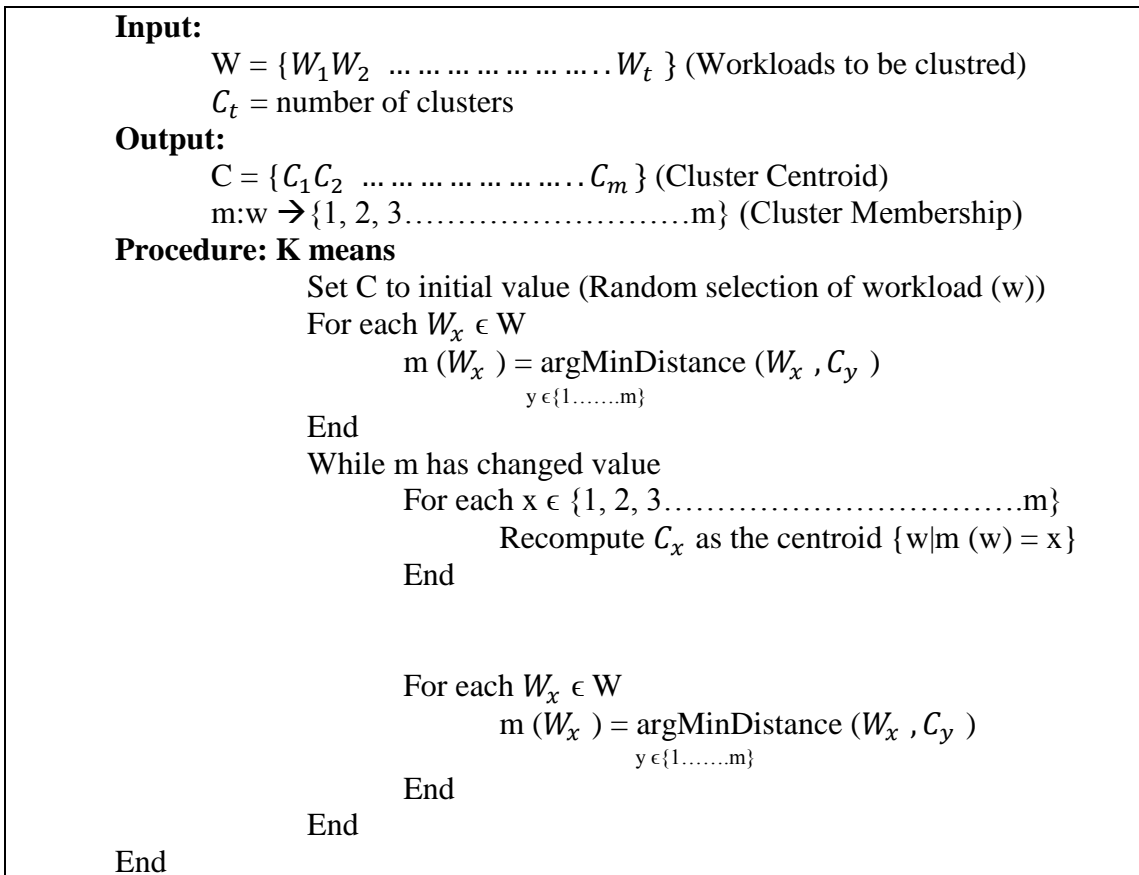 Input:
W = {W₁W₂ … … … … … … … . . Wₜ } (Workloads to be clustred)
Cₜ = number of clusters
Output:
C = {C₁C₂ … … … … … … … . . Cₘ } (Cluster Centroid)
m:w ➔{1, 2, 3………………………m} (Cluster Membership)
Procedure: K means
Set C to initial value (Random selection of workload (w))
For each Wₓ ϵ W
m (Wₓ ) = argMinDistance (Wₓ , Cᵧ )
y ϵ{1…….m}
End
While m has changed value
For each x ϵ {1, 2, 3…………………………….m}
Recompute Cₓ as the centroid {w|m (w) = x}
End
For each Wₓ ϵ W
m (Wₓ ) = argMinDistance (Wₓ , Cᵧ )
y ϵ{1…….m}
End
End
End